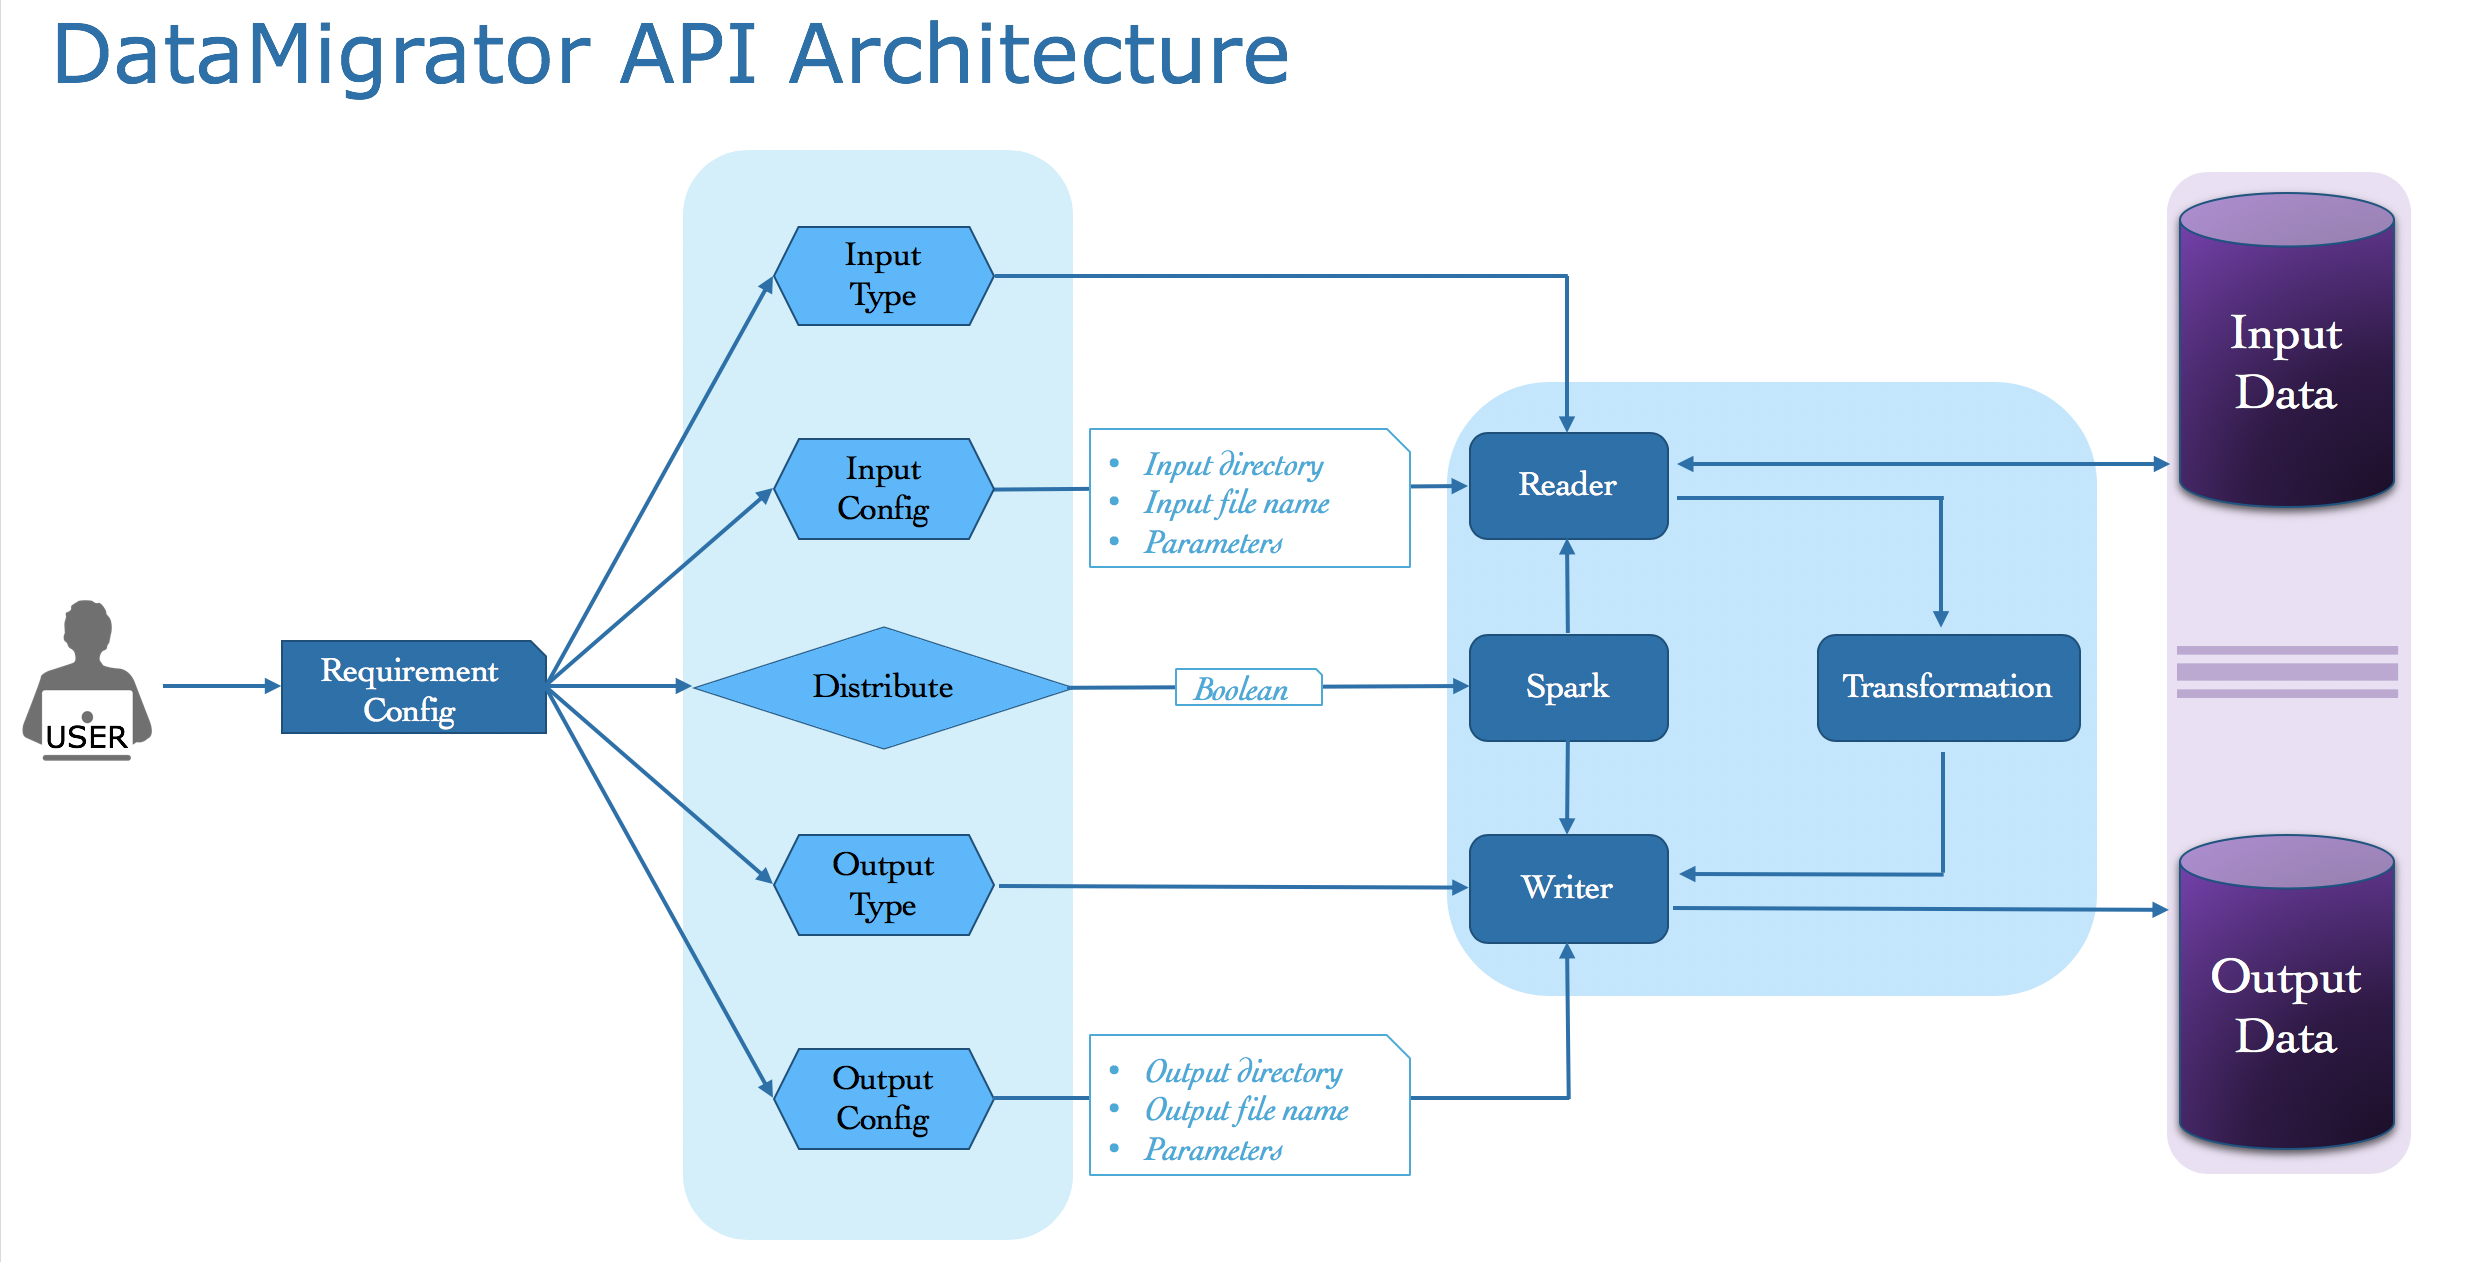 DataMigrator API Architecture
USER
Requirement
Config
Input
Type
Input
Config
Distribute
Output
Type
Output
Config
• Input directory
• Input file name
• Parameters
Boolean
• Output directory
• Output file name
• Parameters
Reader
Spark
Transformation
Writer
Input
Data
Output
Data